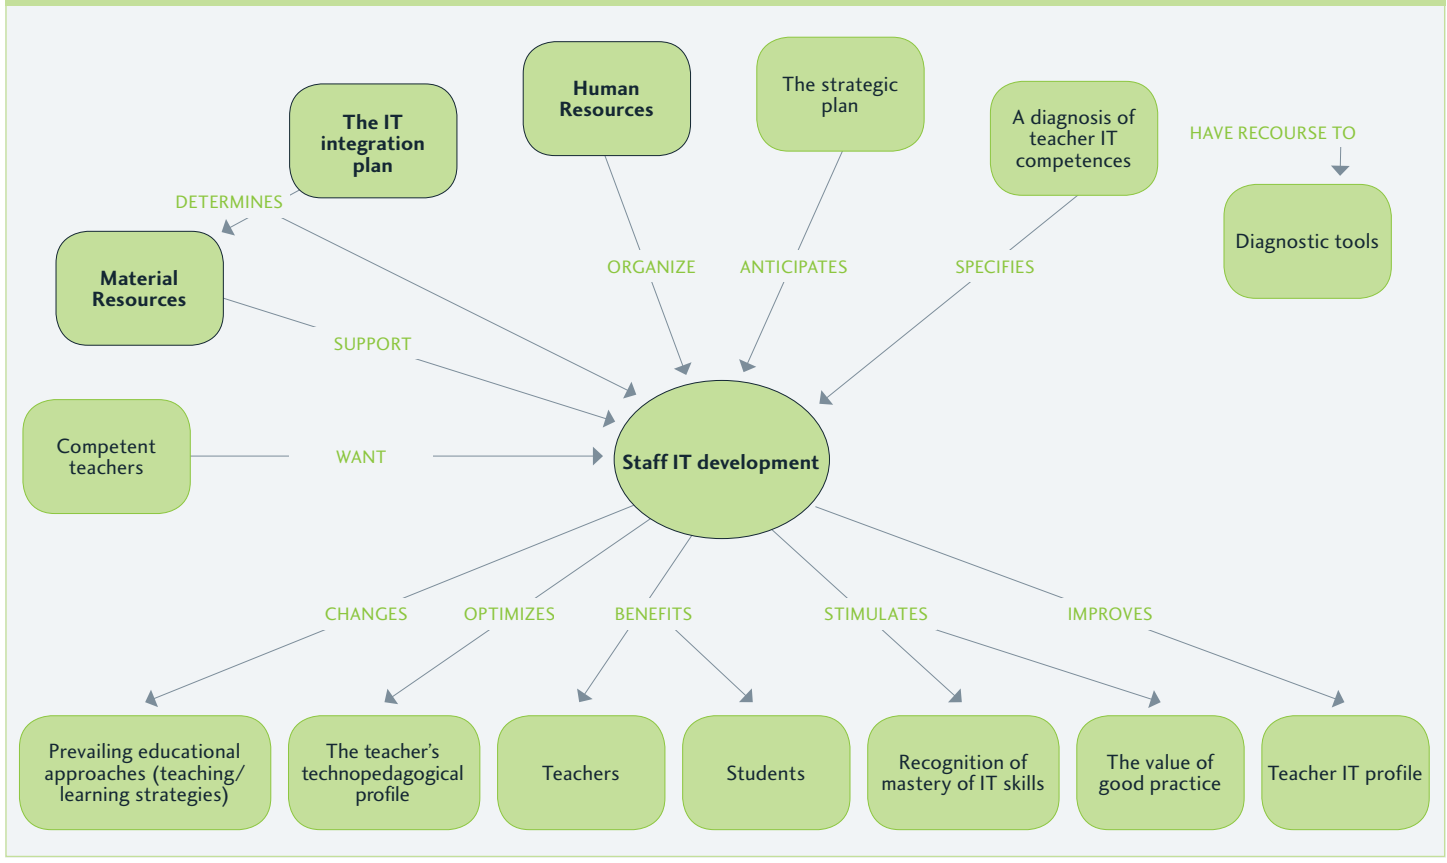 Human
Resources
The strategic
plan
The IT
integration
plan
A diagnosis of
teacher IT
competences
HAVE RECOURSE TO
DETERMINES
Diagnostic tools
Material
Resources
ORGANIZE
ANTICIPATES
SPECIFIES
SUPPORT
Competent
teachers
WANT
Staff IT development
CHANGES
OPTIMIZES
BENEFITS
STIMULATES
IMPROVES
Prevailing educational
approaches (teaching/
learning strategies)
The teacher's
technopedagogical
profile
Teachers
Students
Recognition of
mastery of IT skills
The value of
good practice
Teacher IT profile